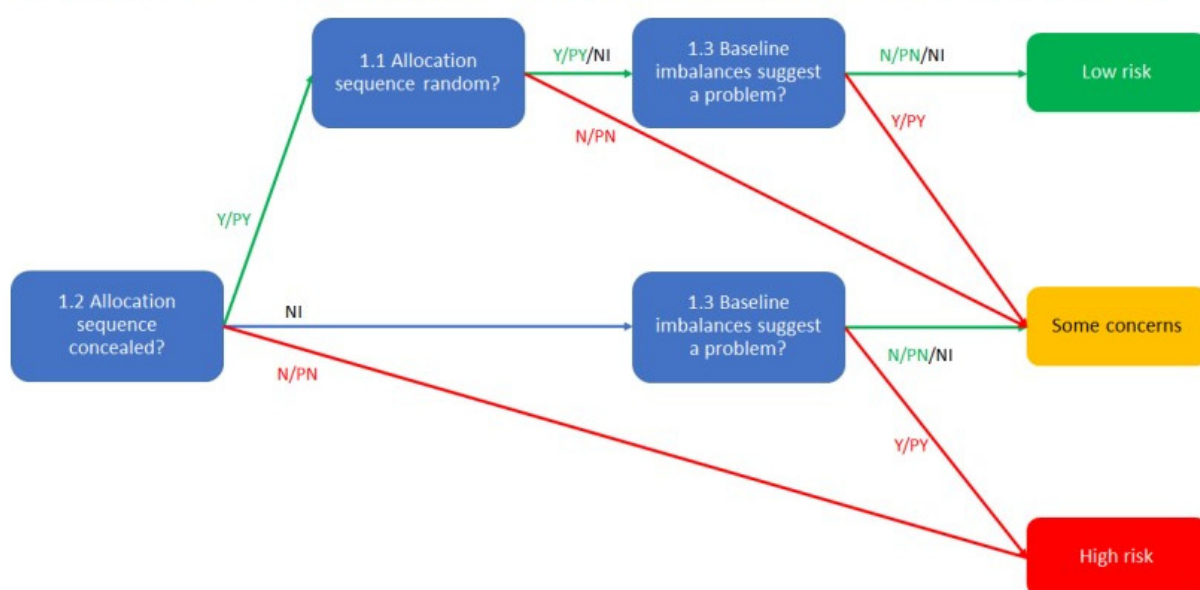 1.1 Allocation
sequence random?
Y/PY/NI
1.3 Baseline
imbalances suggest
a problem?
N/PN/NI
Low risk
N/PN
Y/PY
Y/PY
1.2 Allocation
sequence
concealed?
NI
1.3 Baseline
imbalances suggest
a problem?
Some concerns
N/PN/NI
N/PN
Y/PY
High risk